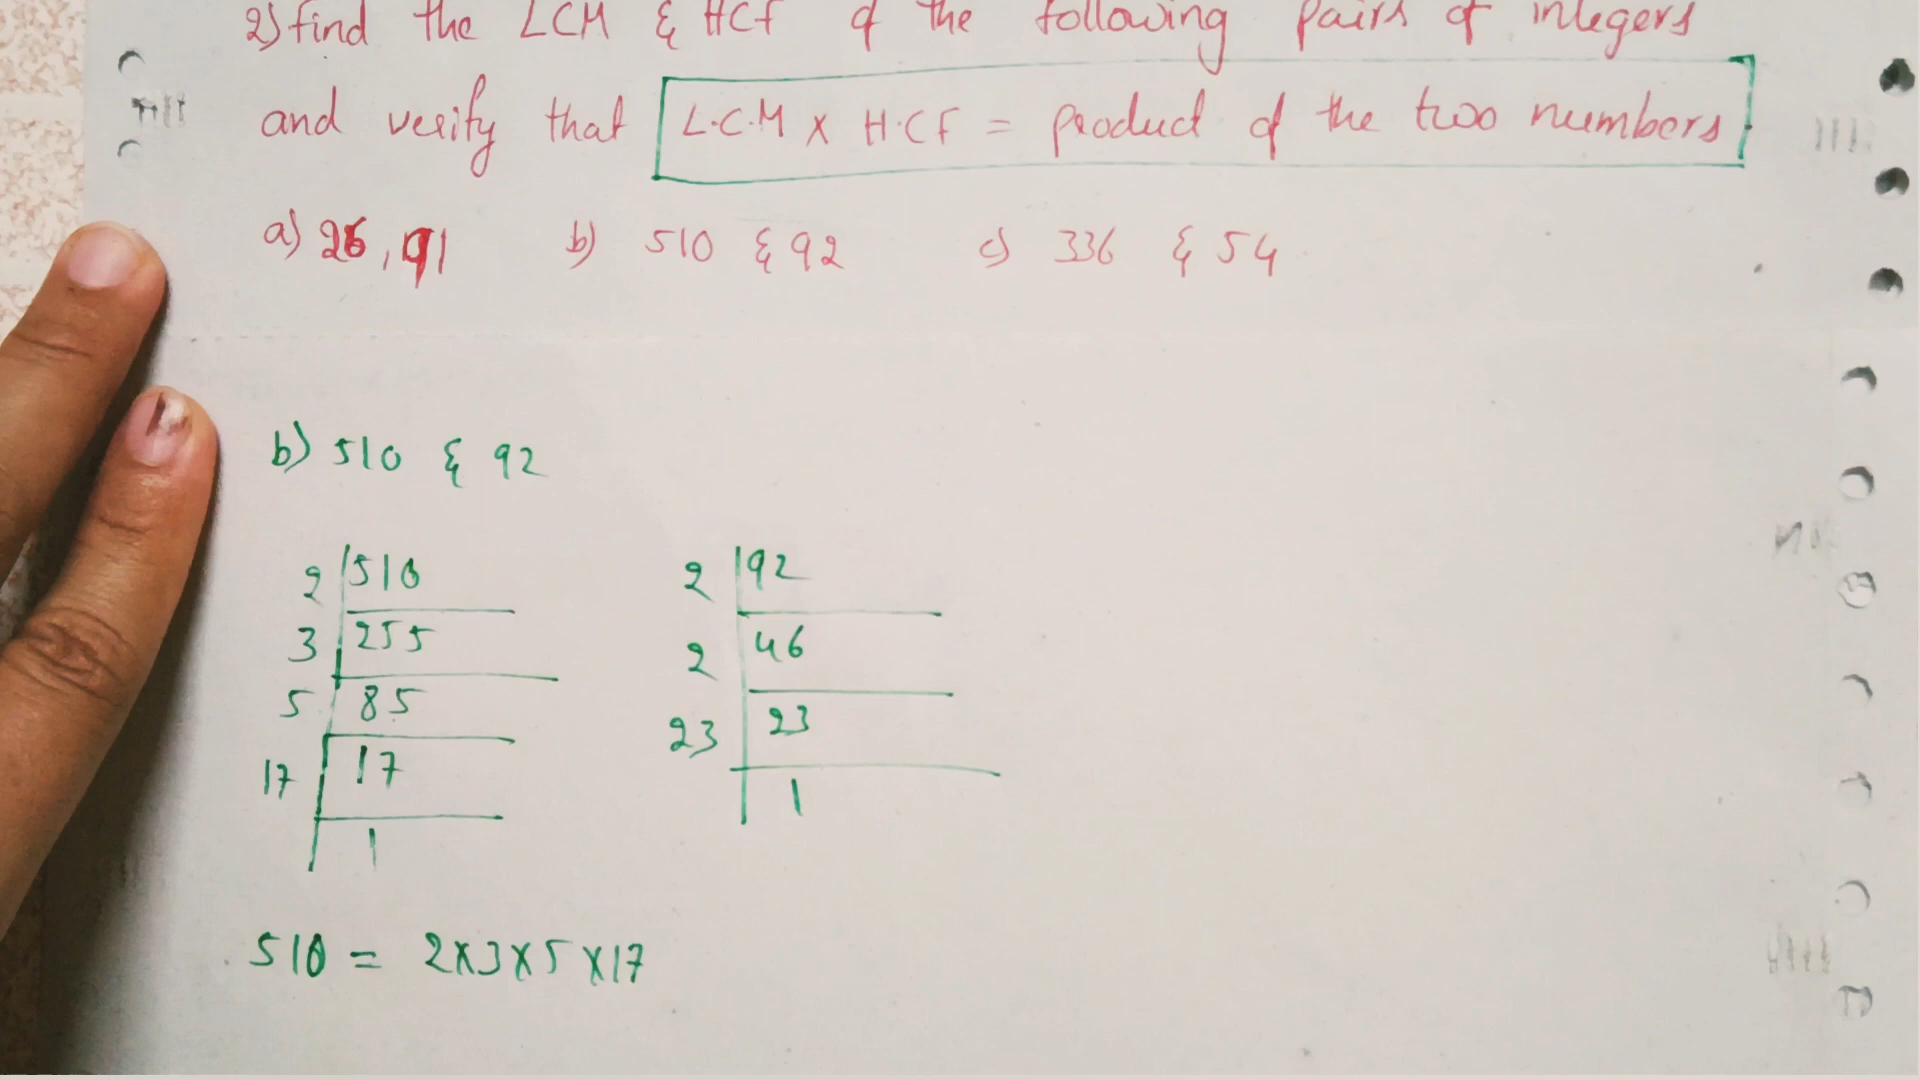 2) find the LCM & HCF of the following pairs of integers
and verify that L.C.M x H.C.F = product of the two numbers
a) 26, 91 b) 510 & 92 c) 336 & 54
b) 510 & 92
2 510 2 92
3 255 2 46
5 85 23 23
17 17 1
1
510 = 2x3x5x17